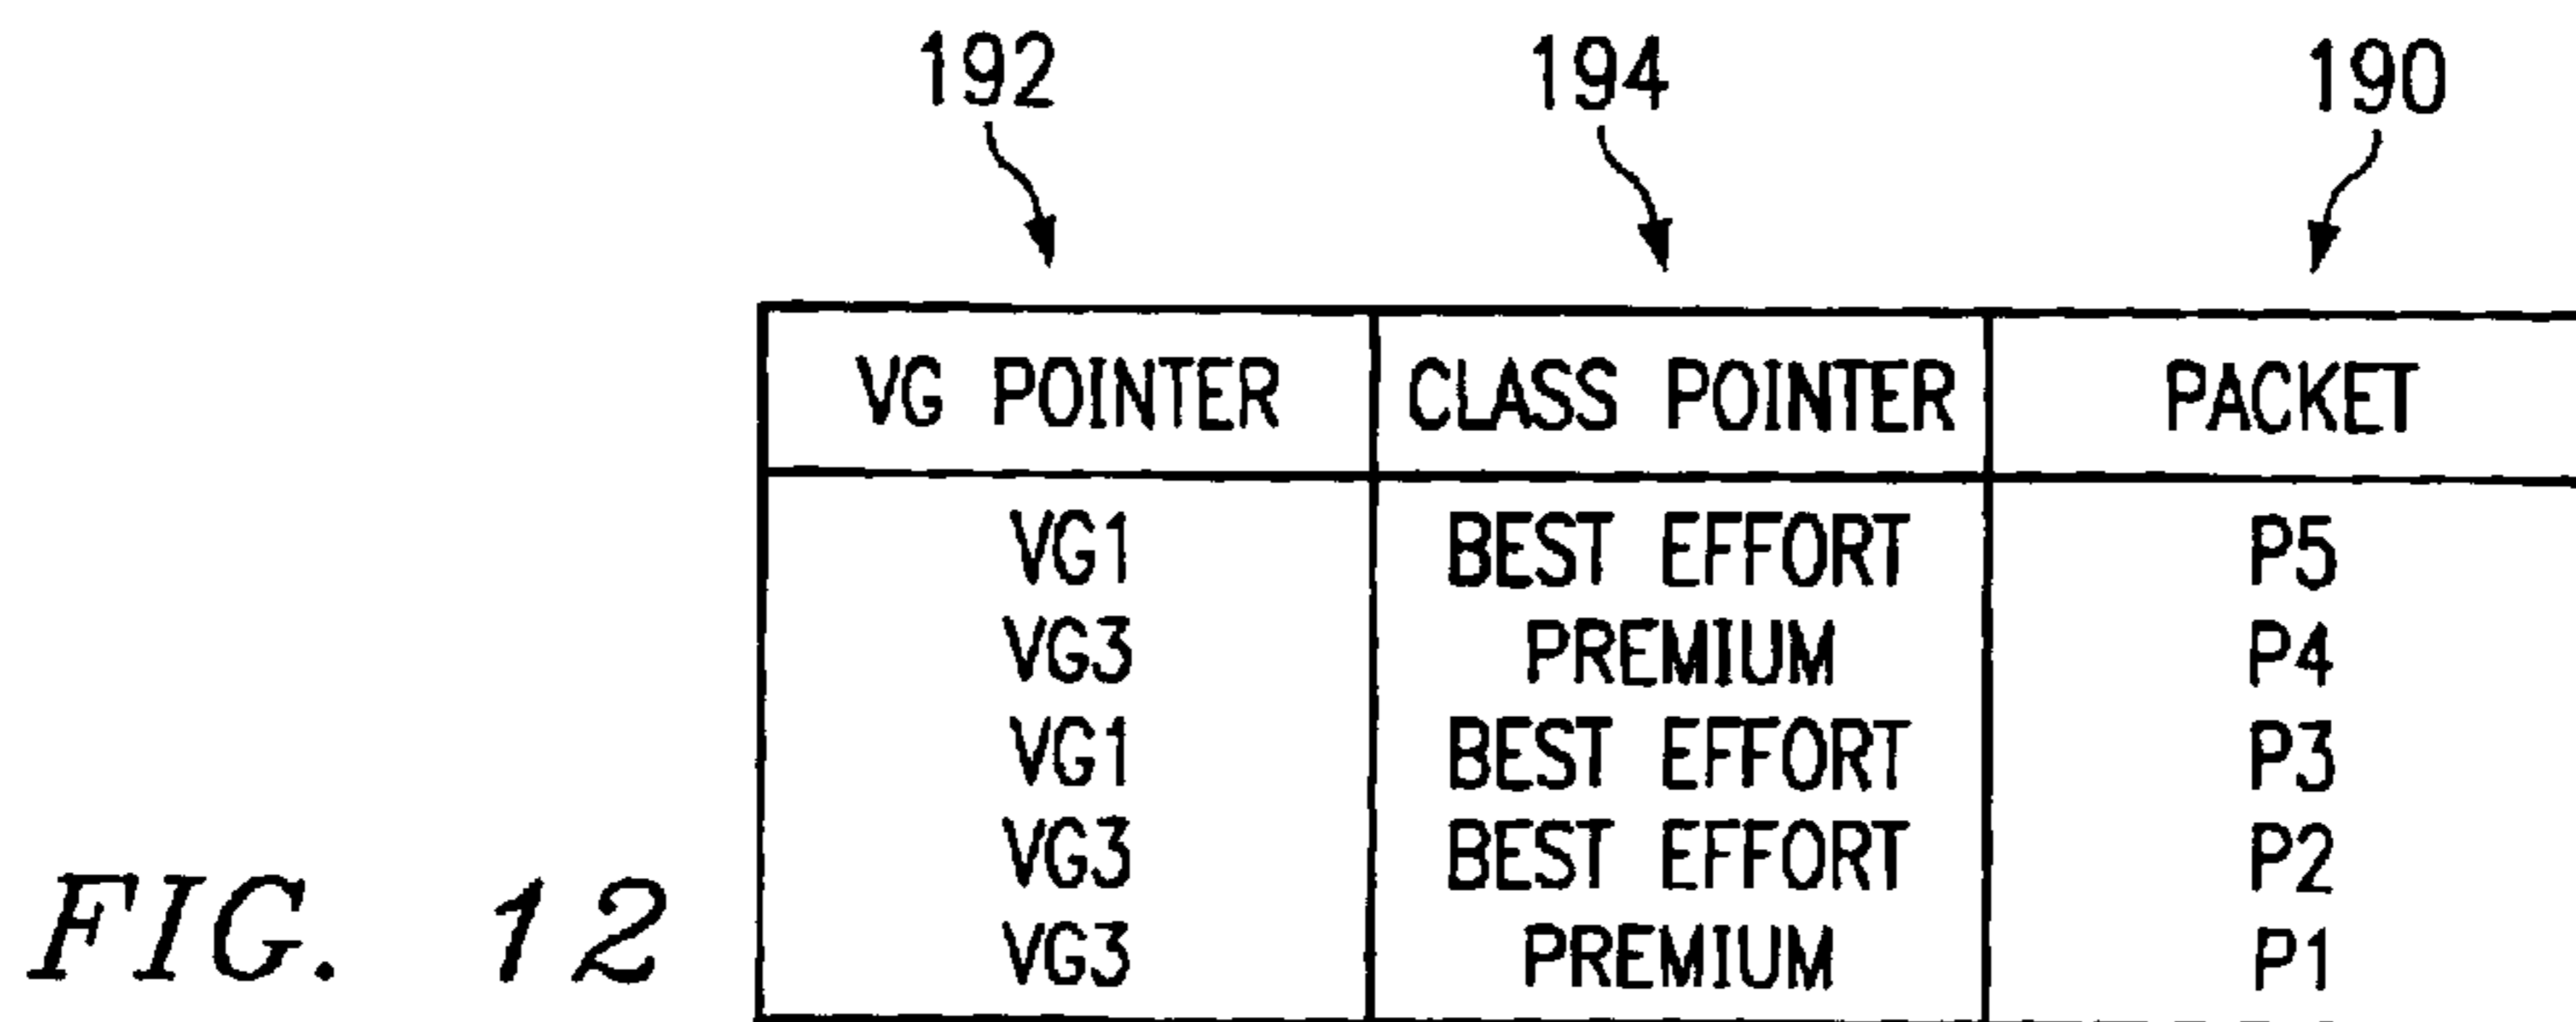 192 194 190
VG POINTER CLASS POINTER PACKET
VG1 BEST EFFORT P5
VG3 PREMIUM P4
VG1 BEST EFFORT P3
VG3 BEST EFFORT P2
VG3 PREMIUM P1
FIG. 12